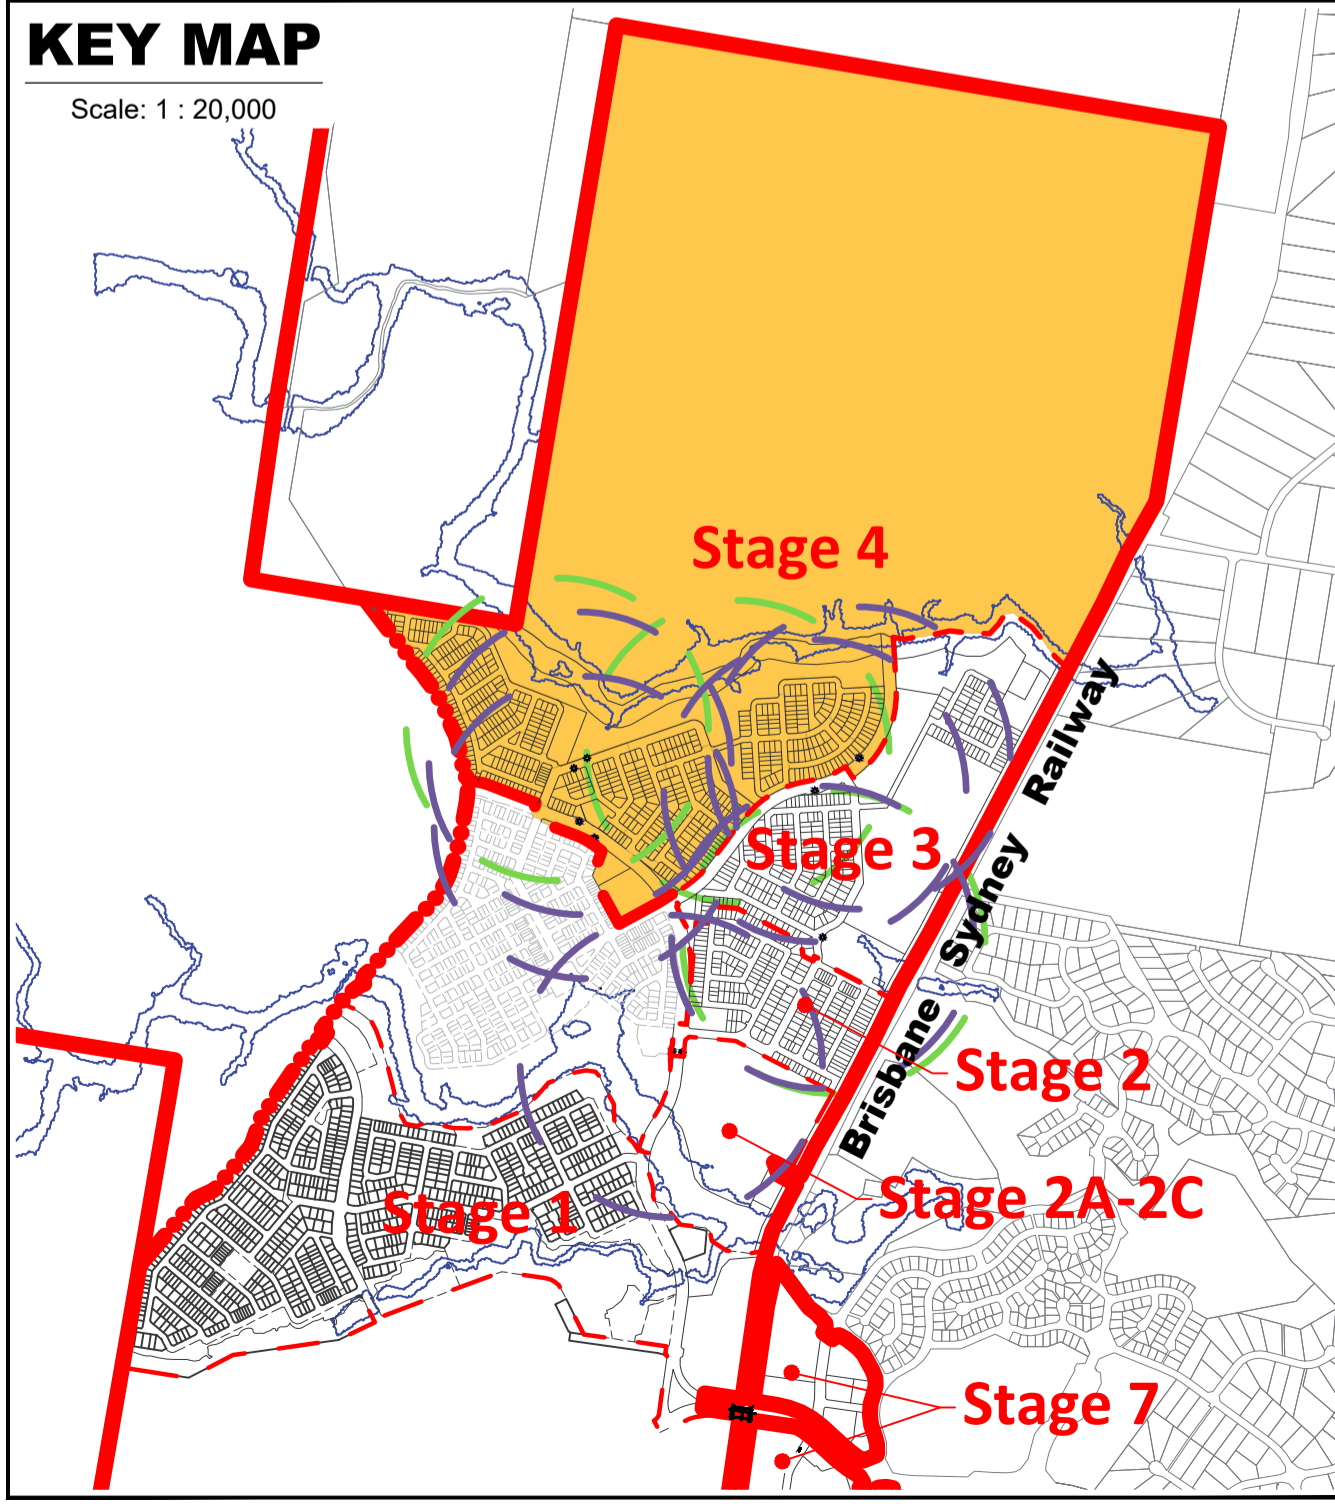 KEY MAP
Scale: 1 : 20,000
Stage 4
Brisbane Sydney Railway
Stage 3
Stage 2
Stage 2A-2C
Stage 1
Stage 7